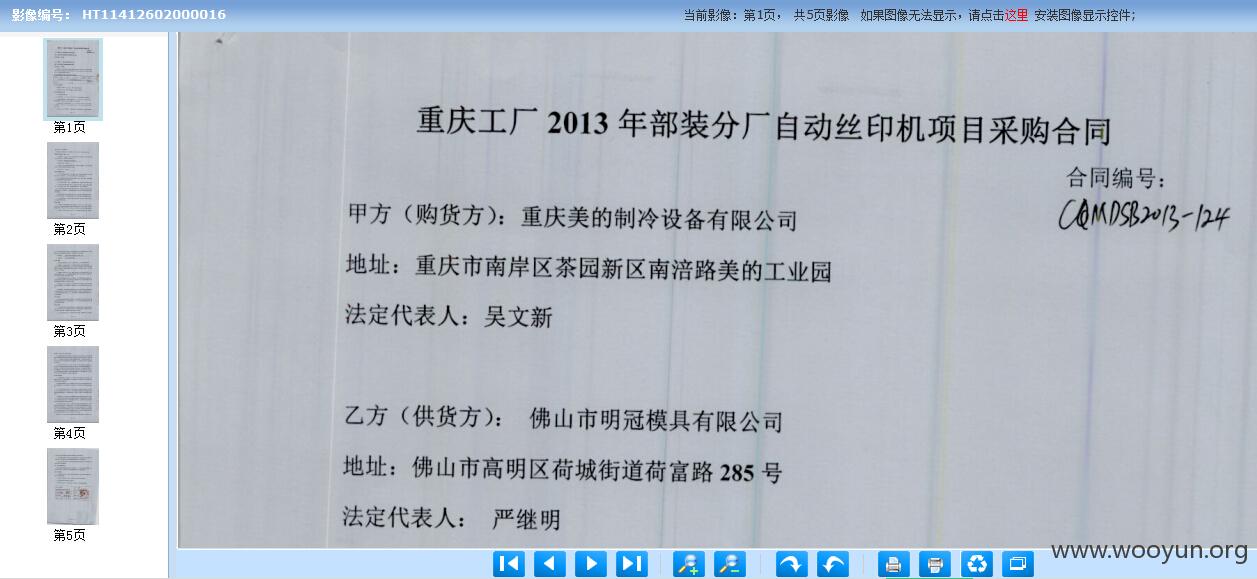 影像编号: HT11412602000016
当前影像: 第1页, 共5页影像 如果图像无法显示, 请点击这里 安装图像显示控件;
第1页
第2页
第3页
第4页
第5页
重庆工厂 2013 年部装分厂自动丝印机项目采购合同
合同编号:
CQMDSB2013-124
甲方（购货方）: 重庆美的制冷设备有限公司
地址: 重庆市南岸区茶园新区南涪路美的工业园
法定代表人: 吴文新
乙方（供货方）: 佛山市明冠模具有限公司
地址: 佛山市高明区荷城街道荷富路 285 号
法定代表人: 严继明
www.wooyun.org